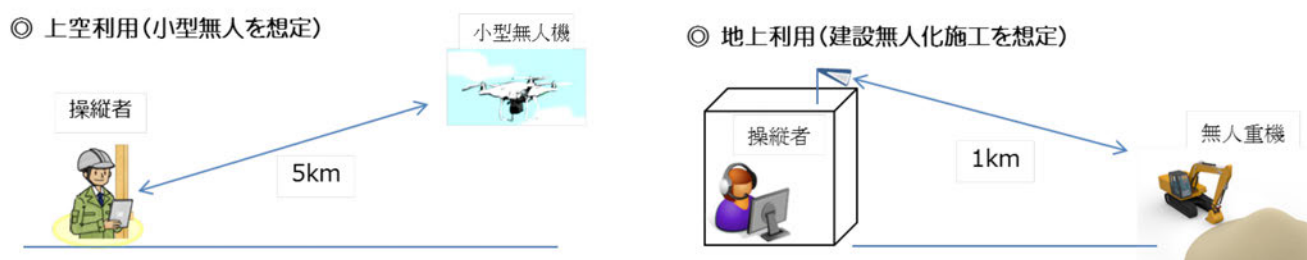 ◎ 上空利用(小型無人を想定)
小型無人機
操縦者
5km
◎ 地上利用(建設無人化施工を想定)
操縦者
1km
無人重機